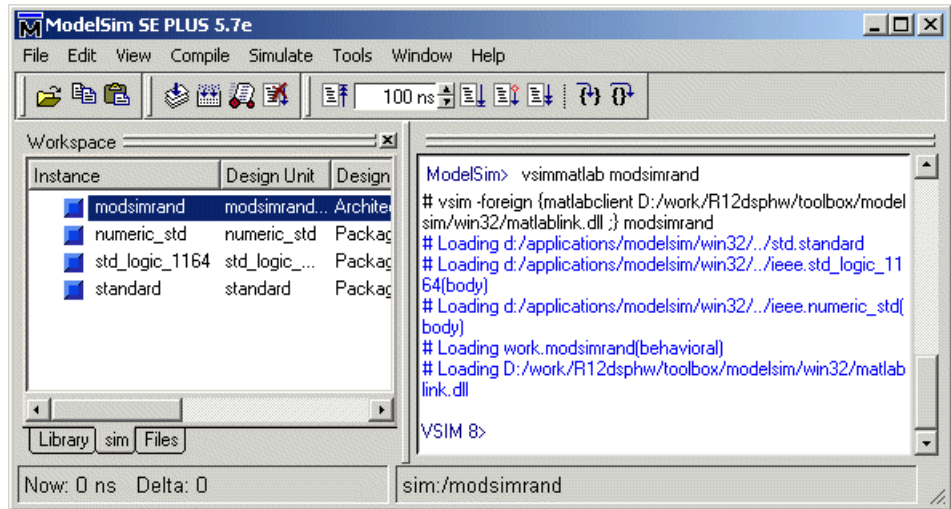 ModelSim SE PLUS 5.7e
File Edit View Compile Simulate Tools Window Help
100 ns
Workspace
Instance Design Unit Design
modsimrand modsimrand... Archite
numeric_std numeric_std Packag
std_logic_1164 std_logic_... Packag
standard standard Packag
Library sim Files
ModelSim> vsimmatlab modsimrand
# vsim -foreign {matlabclient D:/work/R12dsphw/toolbox/model
sim/win32/matlablink.dll ;} modsimrand
# Loading d:/applications/modelsim/win32/../std.standard
# Loading d:/applications/modelsim/win32/../ieee.std_logic_11
64(body)
# Loading d:/applications/modelsim/win32/../ieee.numeric_std(
body)
# Loading work.modsimrand(behavioral)
# Loading D:/work/R12dsphw/toolbox/modelsim/win32/matlab
link.dll
VSIM 8>
Now: 0 ns Delta: 0
sim:/modsimrand